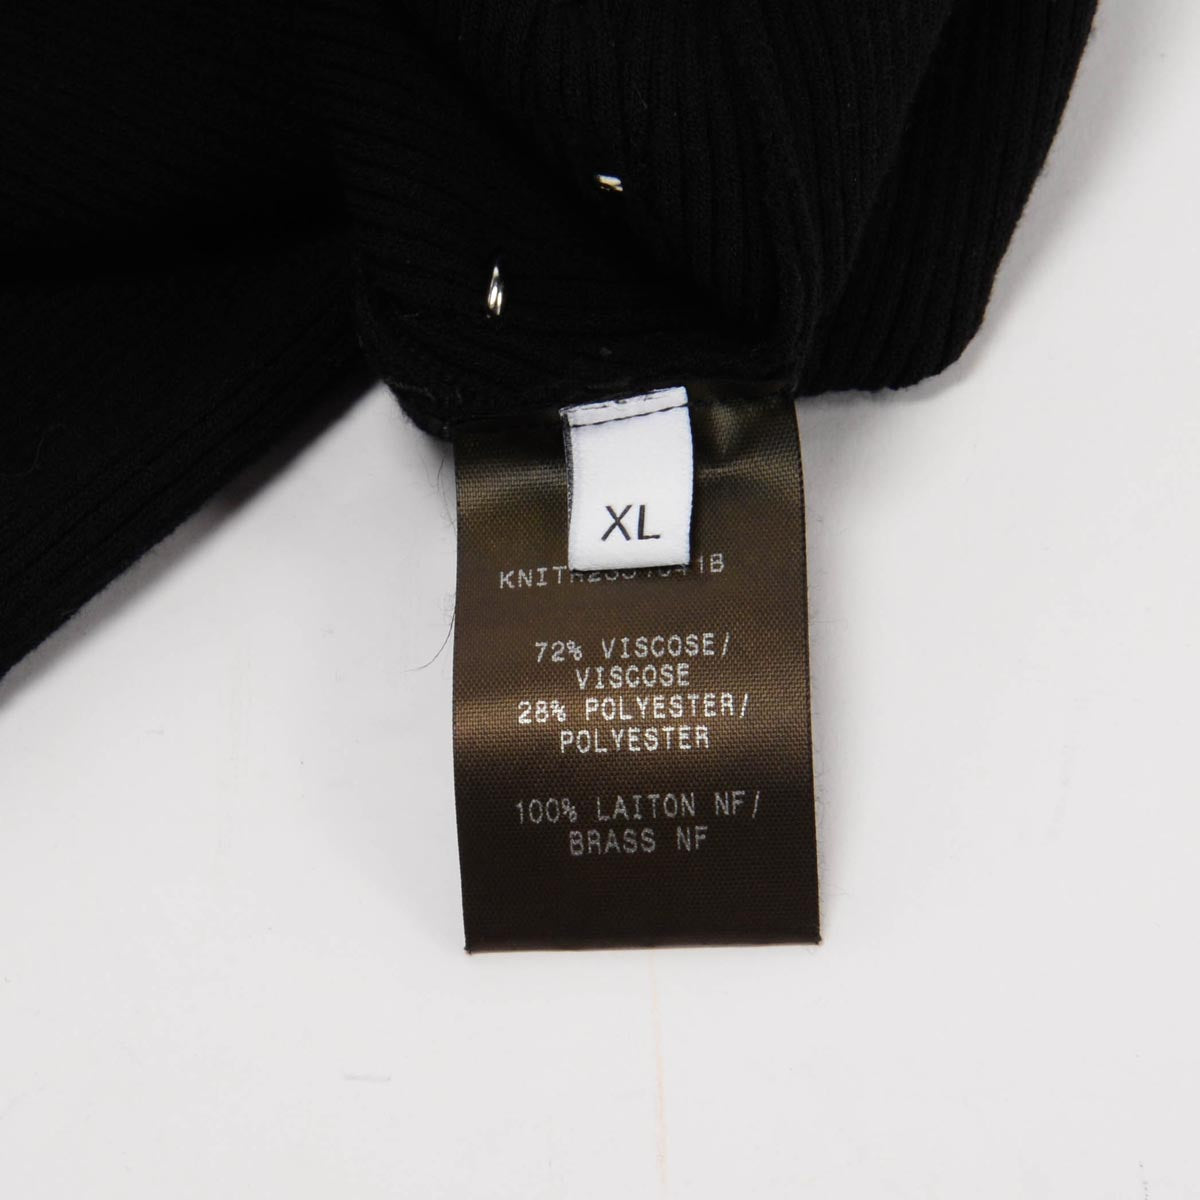 XL
72% VISCOSE/
VISCOSE
28% POLYESTER/
POLYESTER
100% LAITON NF/
BRASS NF